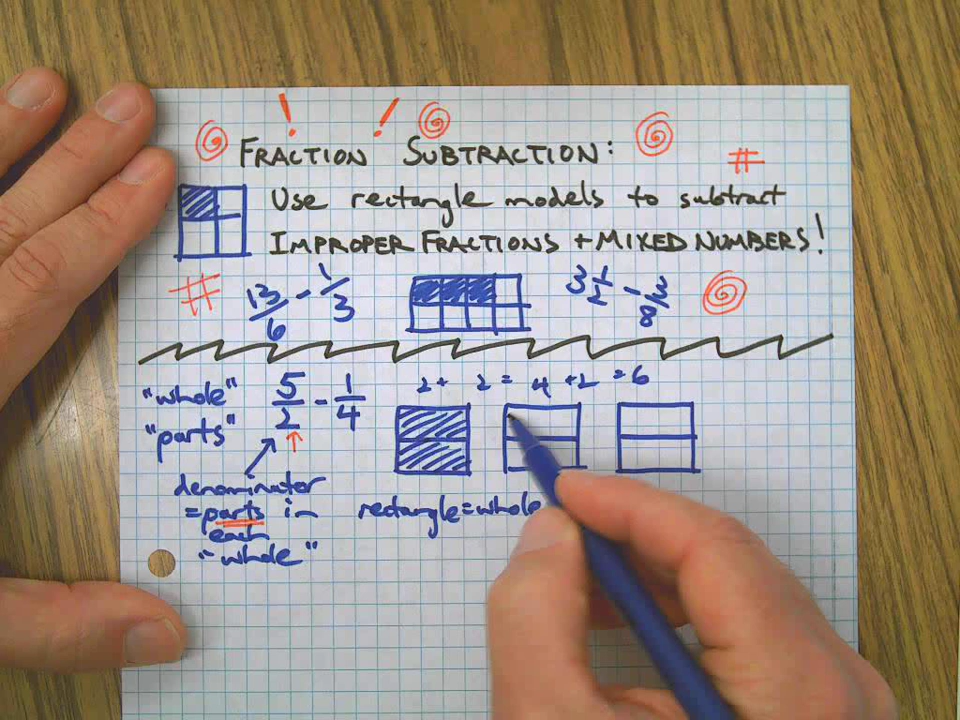 ! !
FRACTION SUBTRACTION:
#
Use rectangle models to subtract
IMPROPER FRACTIONS + MIXED NUMBERS!
#
13/6 - 1/3
3 1/2 - 3/8
"whole"
"parts"
5/2 - 1/4
2 + 2 = 4 + 2 = 6
denominator
= parts in
each
"whole"
rectangle = whole